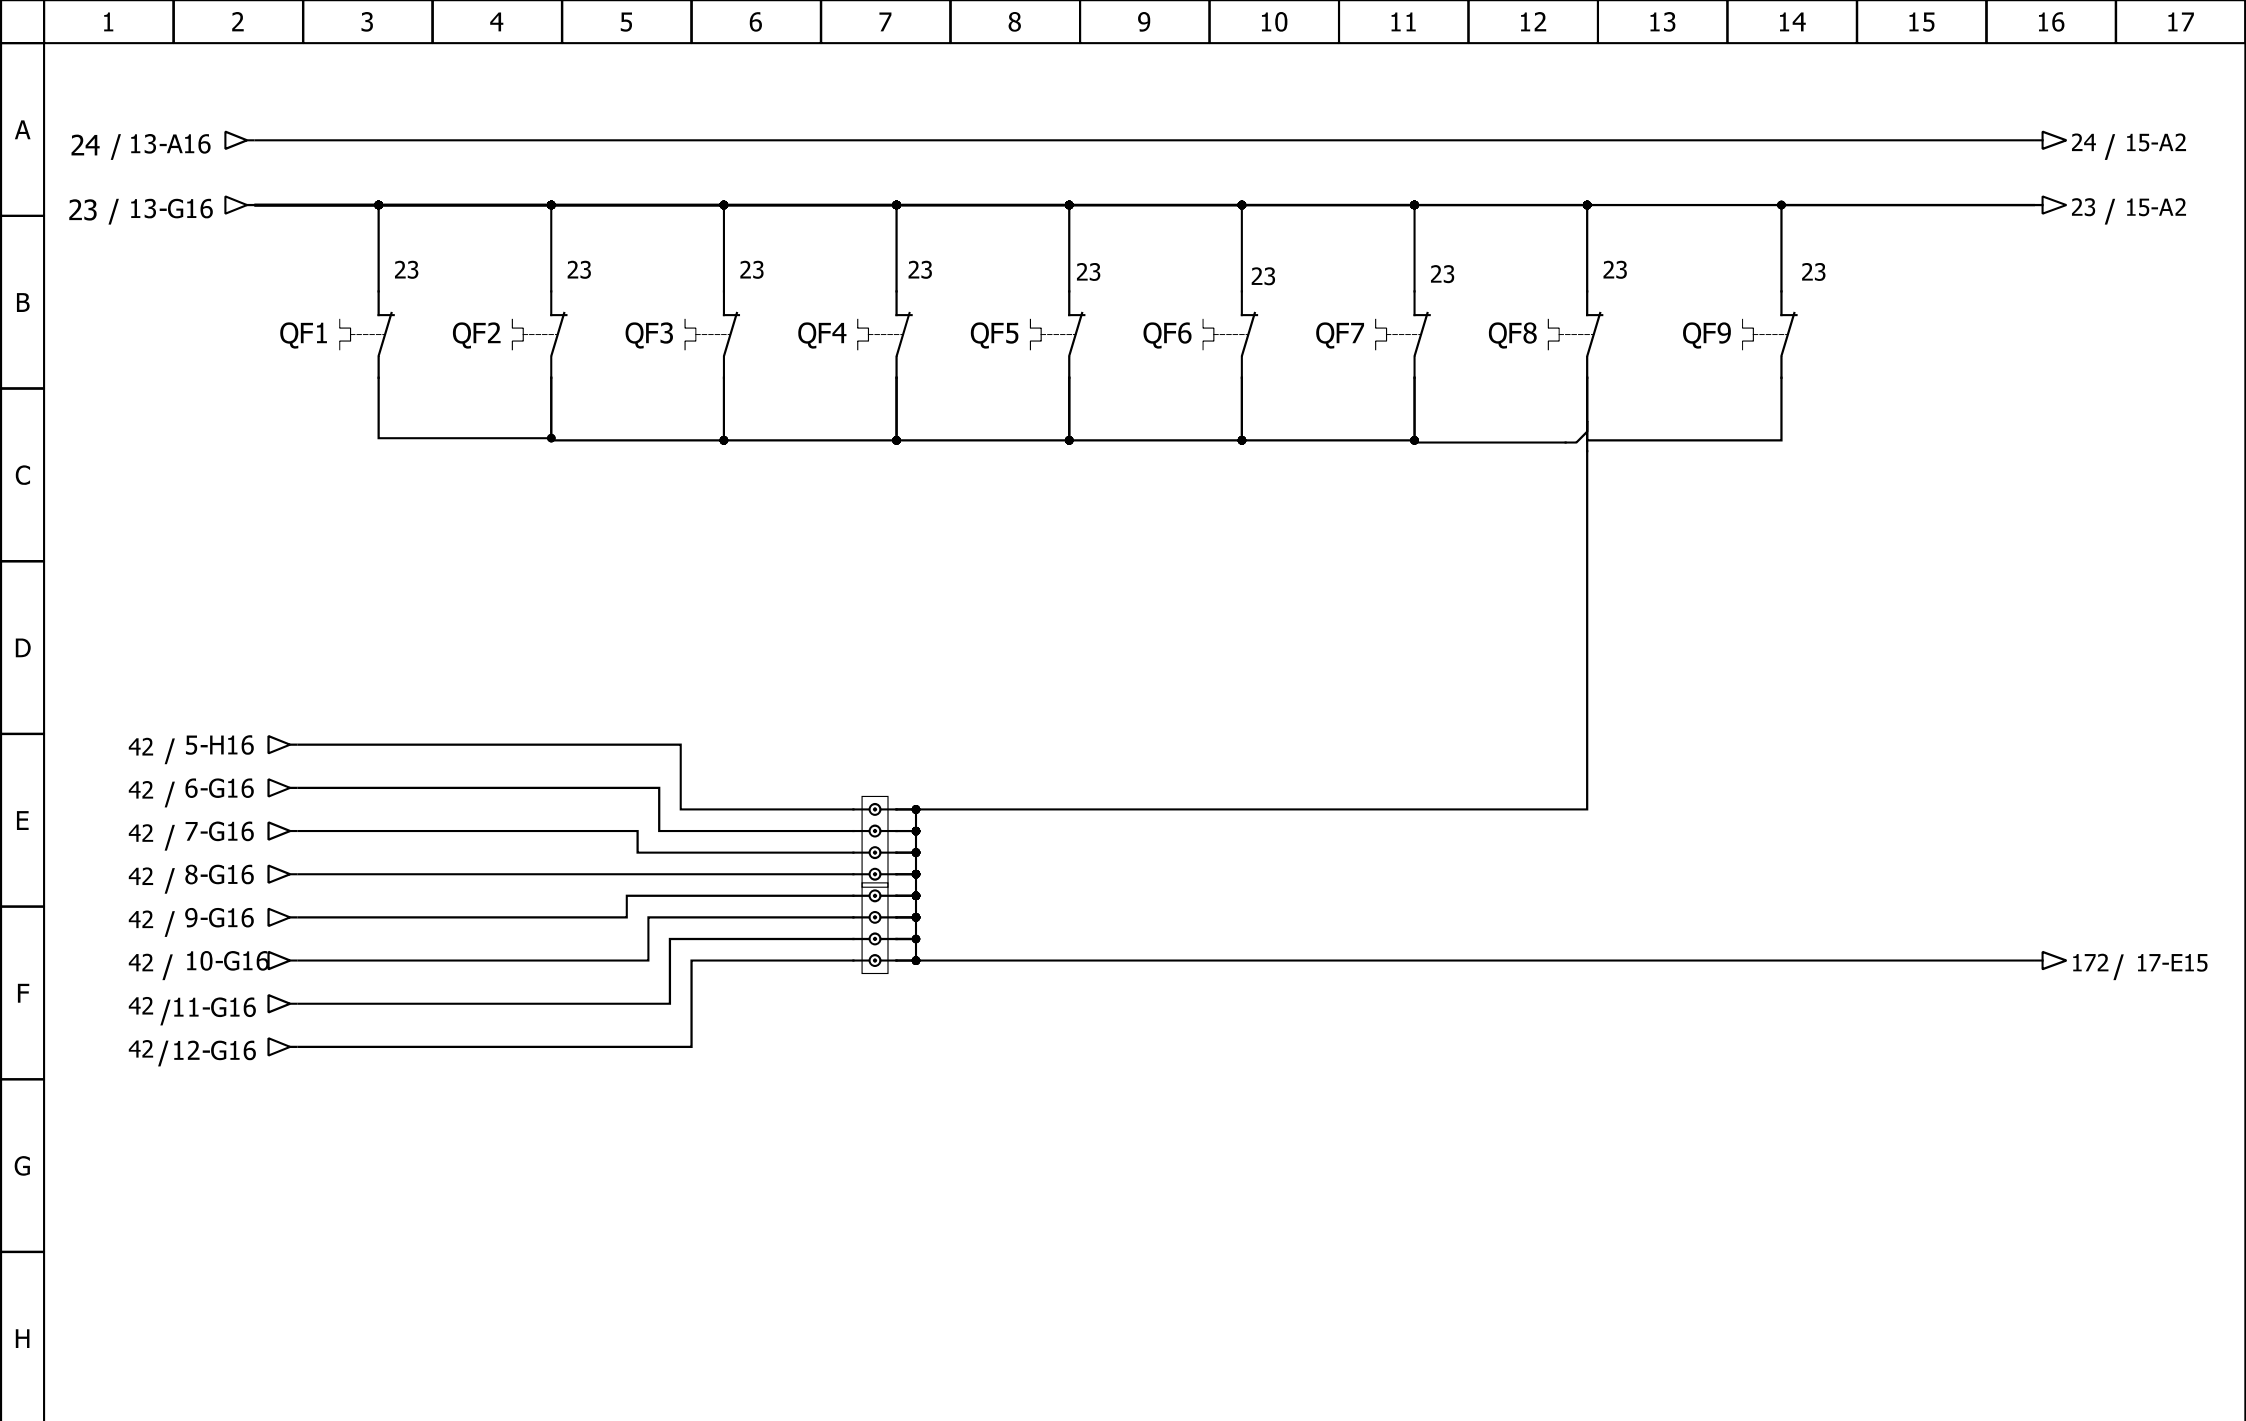 1 2 3 4 5 6 7 8 9 10 11 12 13 14 15 16 17
A
24 / 13-A16 24 / 15-A2
23 / 13-G16 23 / 15-A2
23 23 23 23 23 23 23 23 23
B
QF1 QF2 QF3 QF4 QF5 QF6 QF7 QF8 QF9
C
D
42 / 5-H16
42 / 6-G16
E
42 / 7-G16
42 / 8-G16
42 / 9-G16
42 / 10-G16 172 / 17-E15
F
42 /11-G16
42/12-G16
G
H